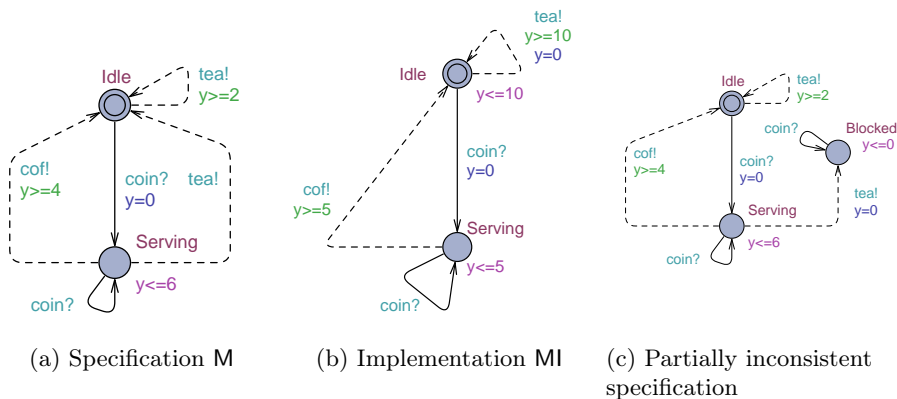 Idle
tea!
y>=2
cof!
y>=4
coin?
y=0
tea!
Serving
y<=6
coin?
(a) Specification M
tea!
y>=10
y=0
Idle
y<=10
coin?
y=0
cof!
y>=5
Serving
y<=5
coin?
(b) Implementation MI
Idle
tea!
y>=2
Blocked
y<=0
coin?
cof!
y>=4
coin?
y=0
tea!
y=0
Serving
y<=6
coin?
(c) Partially inconsistent
specification